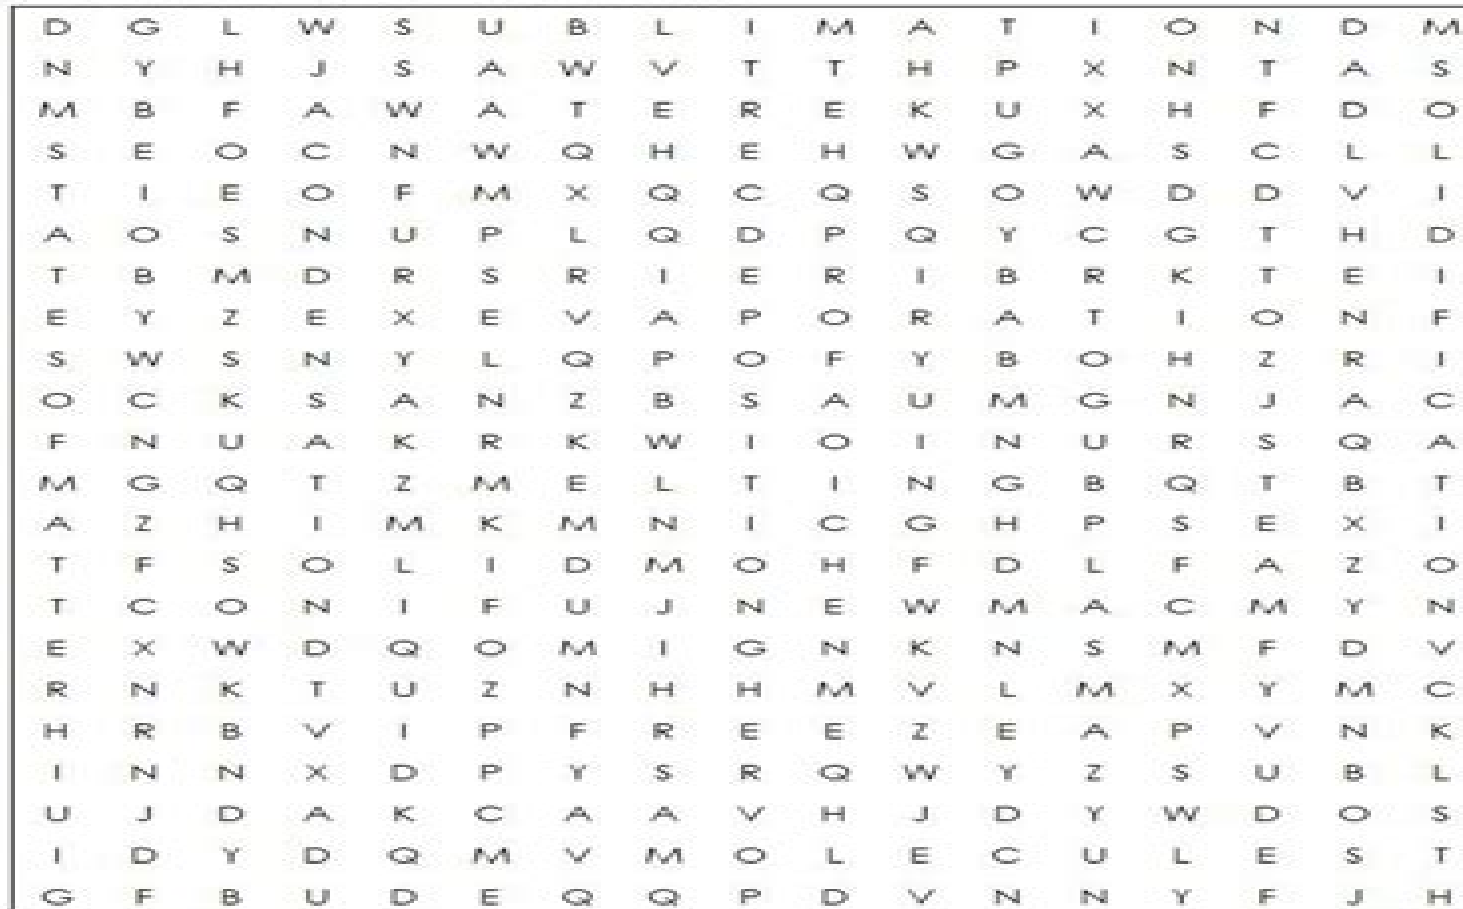 D G L W S U B L I M A T I O N D M
N Y H J S A W V T T H P X N T A S
M B F A W A T E R E K U X H F D O
S E O C N W Q H E H W G A S C L L
T I E O F M X Q C Q S O W D D V I
A O S N U P L Q D P Q Y C G T H D
T B M D R S R I E R I B R K T E I
E Y Z E X E V A P O R A T I O N F
S W S N Y L Q P O F Y B O H Z R I
O C K S A N Z B S A U M G N J A C
F N U A K R K W I O I N U R S Q A
M G Q T Z M E L T I N G B Q T B T
A Z H I M K M N I C G H P S E X I
T F S O L I D M O H F D L F A Z O
T C O N I F U J N E W M A C M Y N
E X W D Q O M I G N K N S M F D V
R N K T U Z N H H M V L M X Y M C
H R B V I P F R E E Z E A P V N K
I N N X D P Y S R Q W Y Z S U B L
U J D A K C A A V H J D Y W D O S
I D Y D Q M V M O L E C U L E S T
G F B U D E Q Q P D V N N Y F J H